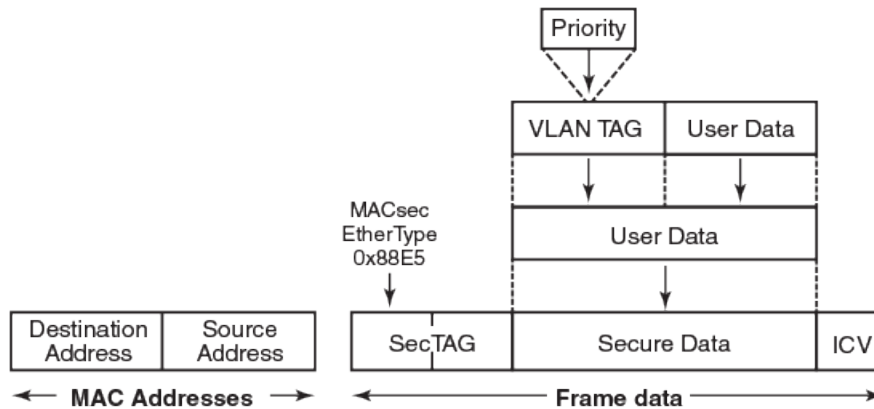 Priority
VLAN TAG
User Data
MACsec
EtherType
0x88E5
User Data
Destination
Address
Source
Address
SecTAG
Secure Data
ICV
MAC Addresses
Frame data